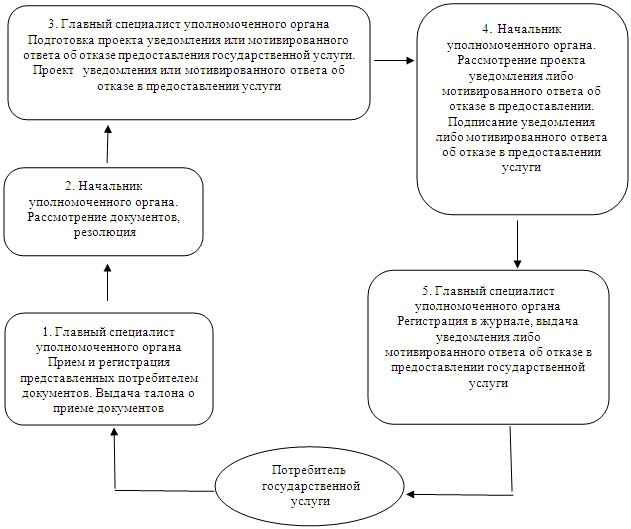 3. Главный специалист уполномоченного органа
Подготовка проекта уведомления или мотивированного
ответа об отказе предоставления государственной услуги.
Проект уведомления или мотивированного ответа об
отказе в предоставлении услуги
4. Начальник
уполномоченного органа.
Рассмотрение проекта
уведомления либо
мотивированного ответа об
отказе в предоставлении.
Подписание уведомления
либо мотивированного ответа
об отказе в предоставлении
услуги
2. Начальник
уполномоченного органа.
Рассмотрение документов,
резолюция
5. Главный специалист
уполномоченного органа
Регистрация в журнале, выдача
уведомления либо
мотивированного ответа об отказе в
предоставлении государственной
услуги
1. Главный специалист
уполномоченного органа
Прием и регистрация
представленных потребителем
документов. Выдача талона о
приеме документов
Потребитель
государственной
услуги